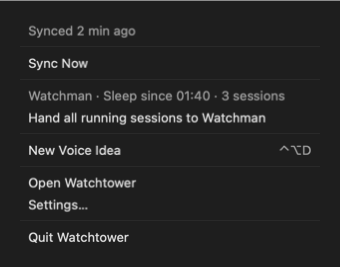 Synced 2 min ago
Sync Now
Watchman · Sleep since 01:40 · 3 sessions
Hand all running sessions to Watchman
New Voice Idea ⌃⌥D
Open Watchtower
Settings...
Quit Watchtower